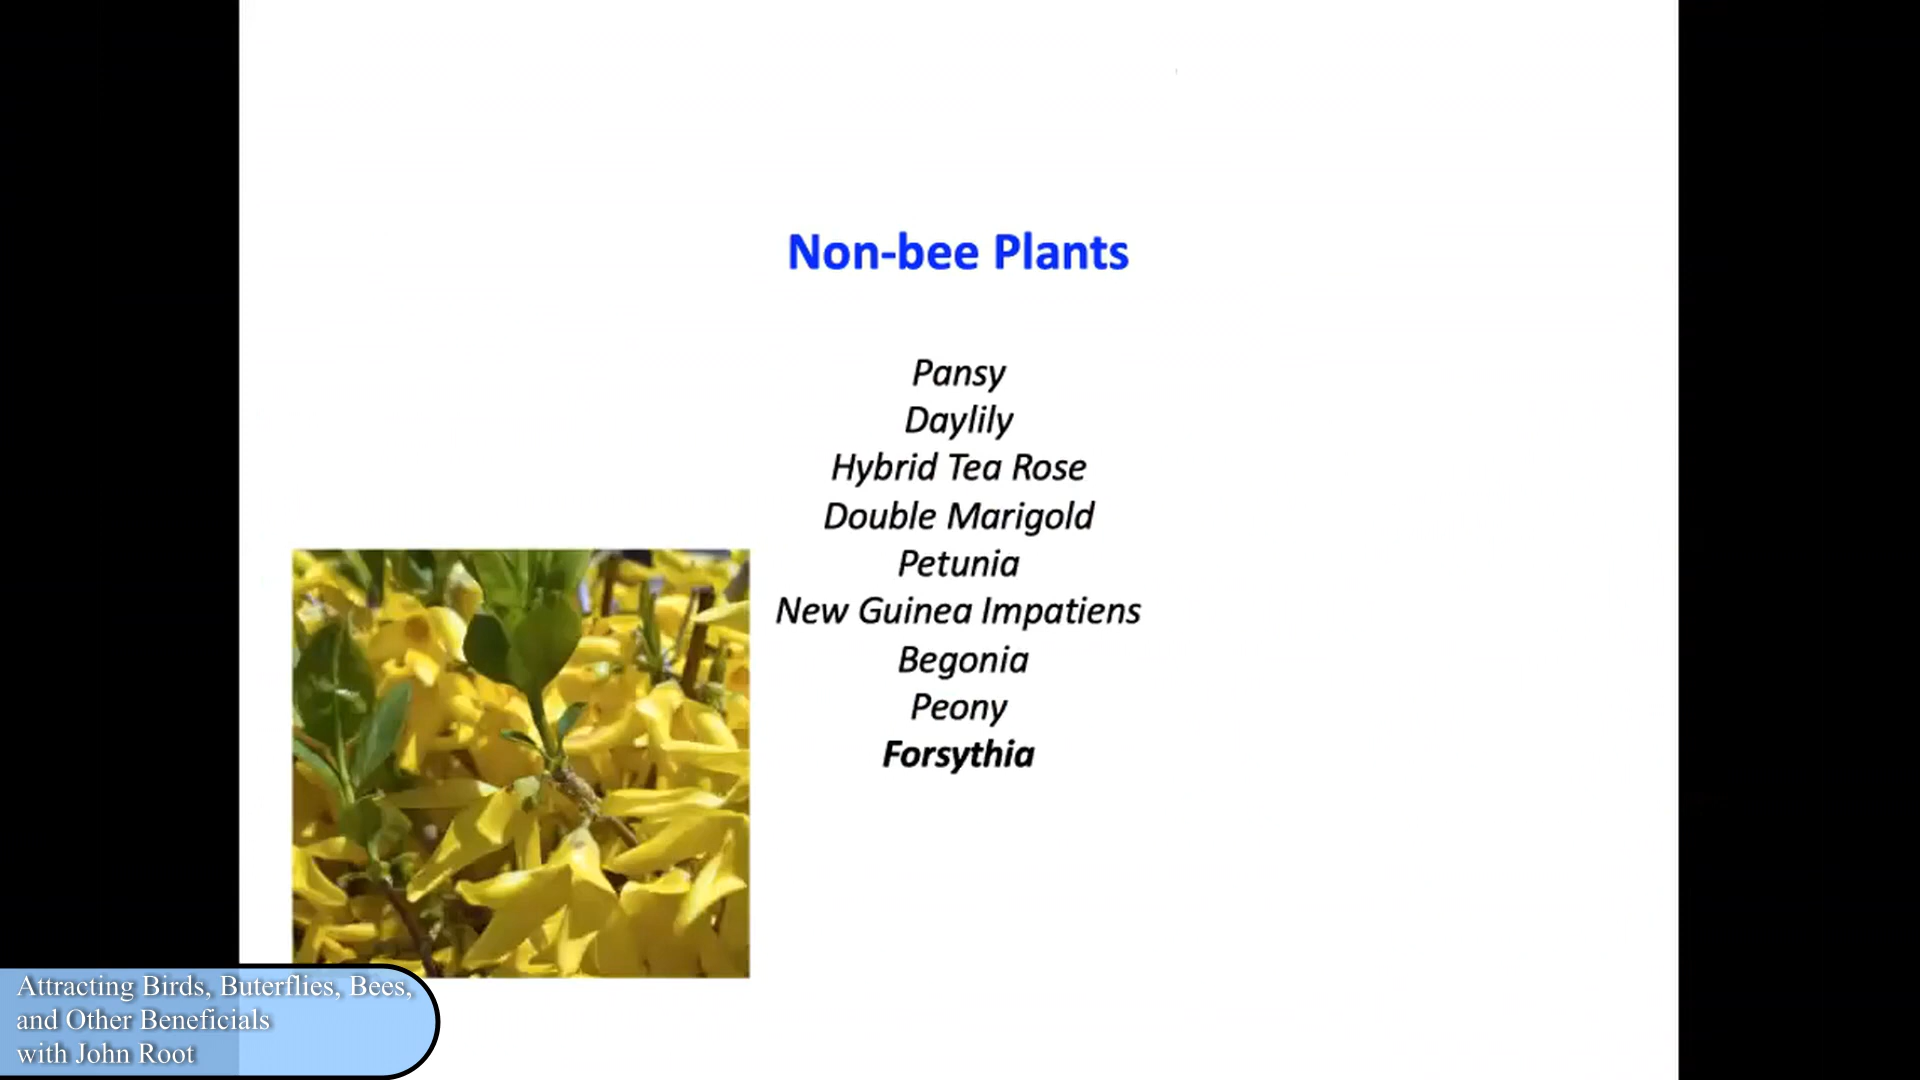 Non-bee Plants
Pansy
Daylily
Hybrid Tea Rose
Double Marigold
Petunia
New Guinea Impatiens
Begonia
Peony
Forsythia
Attracting Birds, Buterflies, Bees,
and Other Beneficials
with John Root